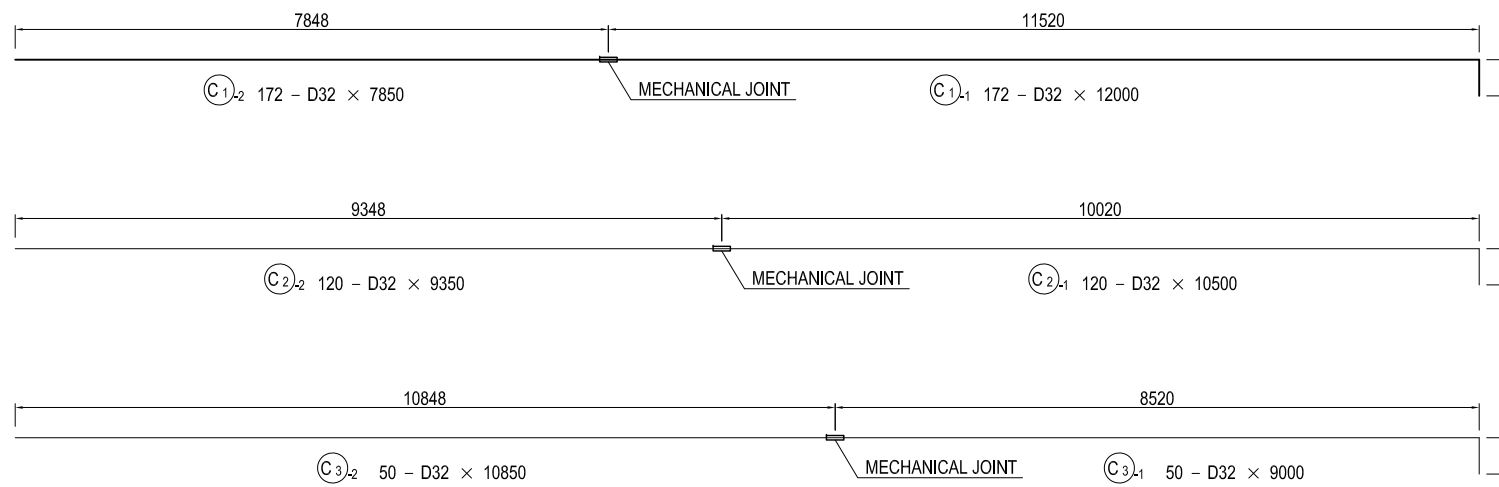 7848 11520
C1-2 172 – D32 × 7850 MECHANICAL JOINT C1-1 172 – D32 × 12000
9348 10020
C2-2 120 – D32 × 9350 MECHANICAL JOINT C2-1 120 – D32 × 10500
10848 8520
C3-2 50 – D32 × 10850 MECHANICAL JOINT C3-1 50 – D32 × 9000